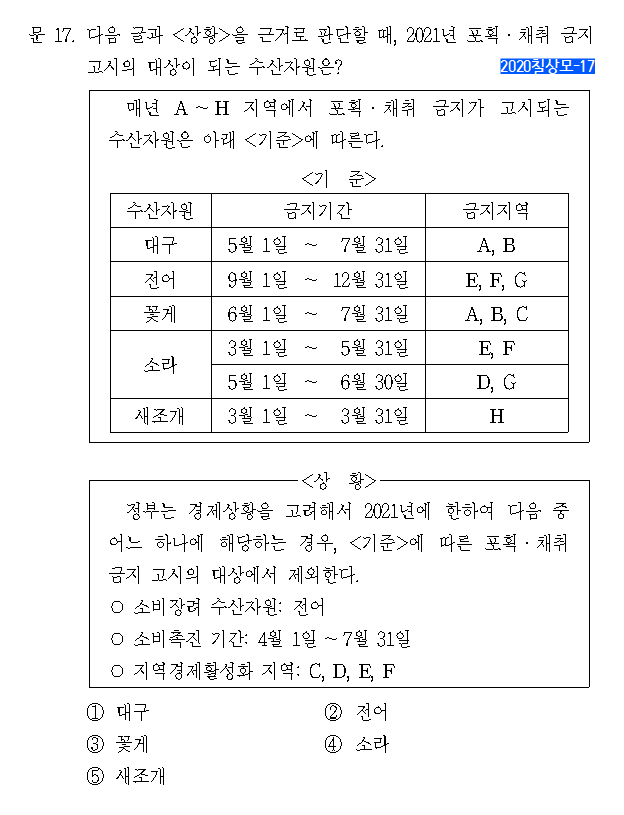 문 17. 다음 글과 <상황>을 근거로 판단할 때, 2021년 포획·채취 금지
고시의 대상이 되는 수산자원은?
2020침상모-17
매년 A ~ H 지역에서 포획·채취 금지가 고시되는
수산자원은 아래 <기준>에 따른다.
<기 준>
수산자원 금지기간 금지지역
대구 5월 1일 ~ 7월 31일 A, B
전어 9월 1일 ~ 12월 31일 E, F, G
꽃게 6월 1일 ~ 7월 31일 A, B, C
소라 3월 1일 ~ 5월 31일 E, F
5월 1일 ~ 6월 30일 D, G
새조개 3월 1일 ~ 3월 31일 H
<상 황>
정부는 경제상황을 고려해서 2021년에 한하여 다음 중
어느 하나에 해당하는 경우, <기준>에 따른 포획·채취
금지 고시의 대상에서 제외한다.
○ 소비장려 수산자원: 전어
○ 소비촉진 기간: 4월 1일 ~ 7월 31일
○ 지역경제활성화 지역: C, D, E, F
① 대구 ② 전어
③ 꽃게 ④ 소라
⑤ 새조개